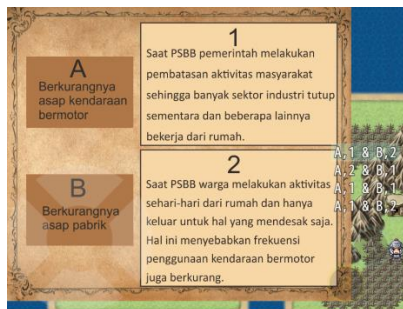 A
Berkurangnya
asap kendaraan
bermotor
1
Saat PSBB pemerintah melakukan
pembatasan aktivitas masyarakat
sehingga banyak sektor industri tutup
sementara dan beberapa lainnya
bekerja dari rumah.
B
Berkurangnya
asap pabrik
2
Saat PSBB warga melakukan aktivitas
sehari-hari dari rumah dan hanya
keluar untuk hal yang mendesak saja.
Hal ini menyebabkan frekuensi
penggunaan kendaraan bermotor
juga berkurang.
A,1 & B,2
A,2 & B,1
A,1 & B,1
A,1 & B,2